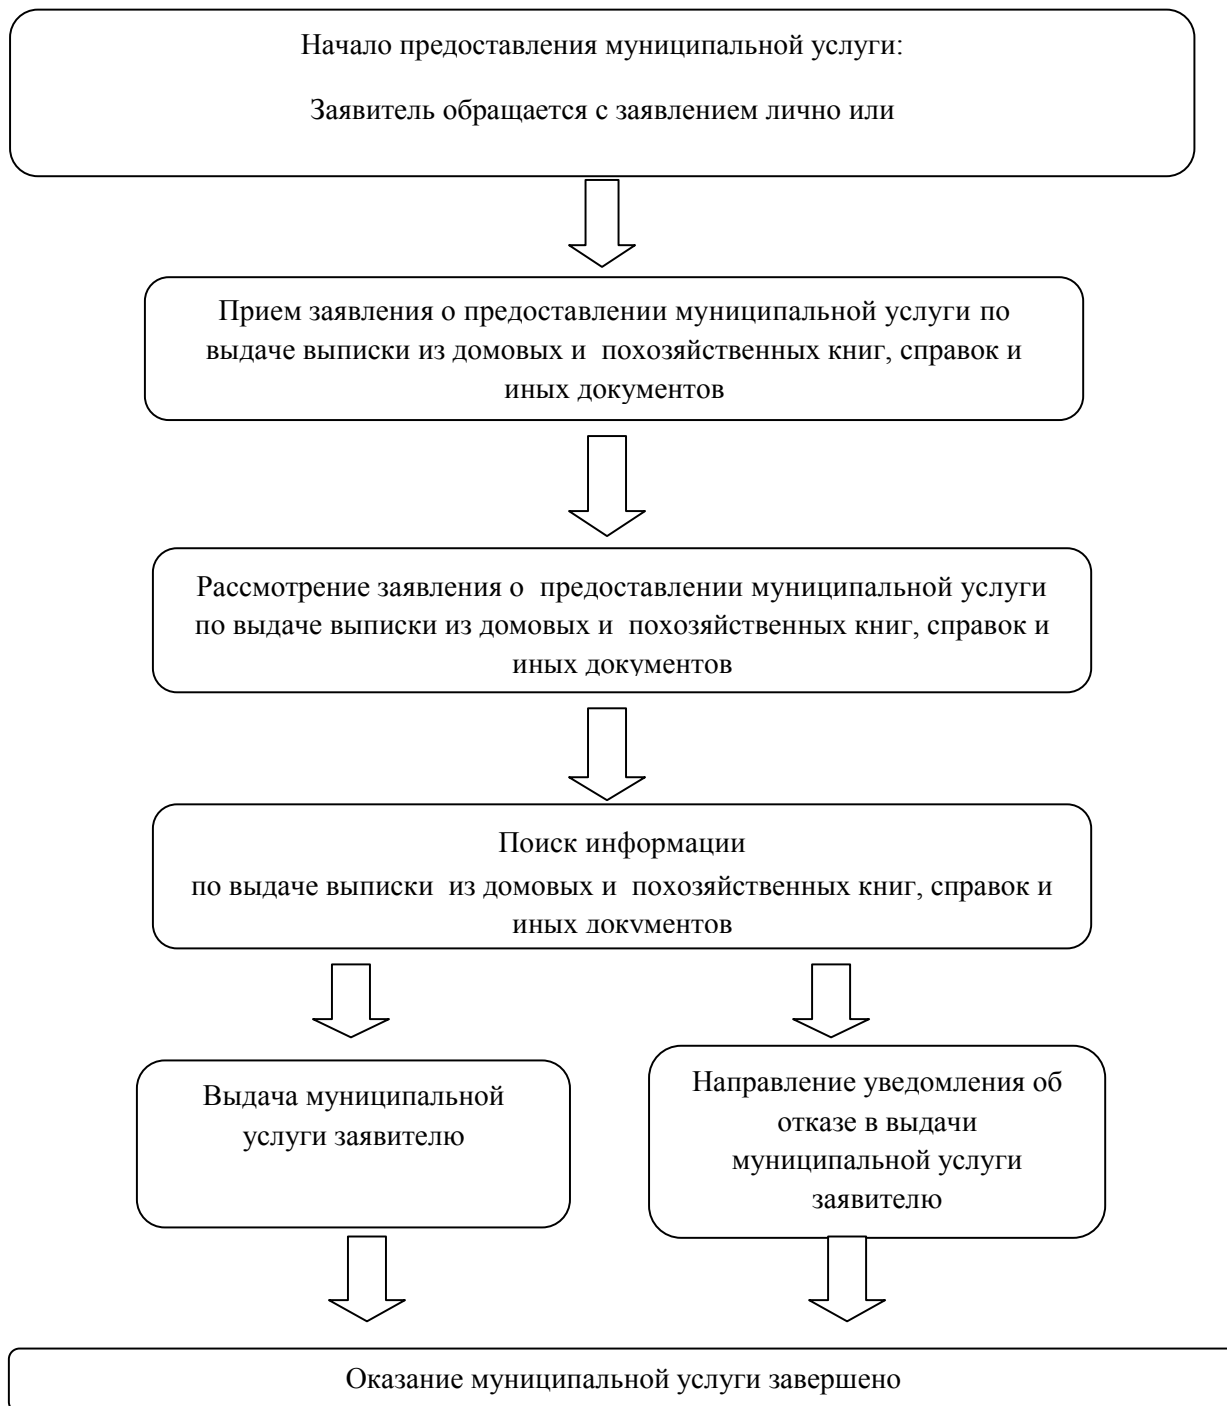 Начало предоставления муниципальной услуги:
Заявитель обращается с заявлением лично или
Прием заявления о предоставлении муниципальной услуги по
выдаче выписки из домовых и похозяйственных книг, справок и
иных документов
Рассмотрение заявления о предоставлении муниципальной услуги
по выдаче выписки из домовых и похозяйственных книг, справок и
иных документов
Поиск информации
по выдаче выписки из домовых и похозяйственных книг, справок и
иных документов
Выдача муниципальной
услуги заявителю
Направление уведомления об
отказе в выдачи
муниципальной услуги
заявителю
Оказание муниципальной услуги завершено